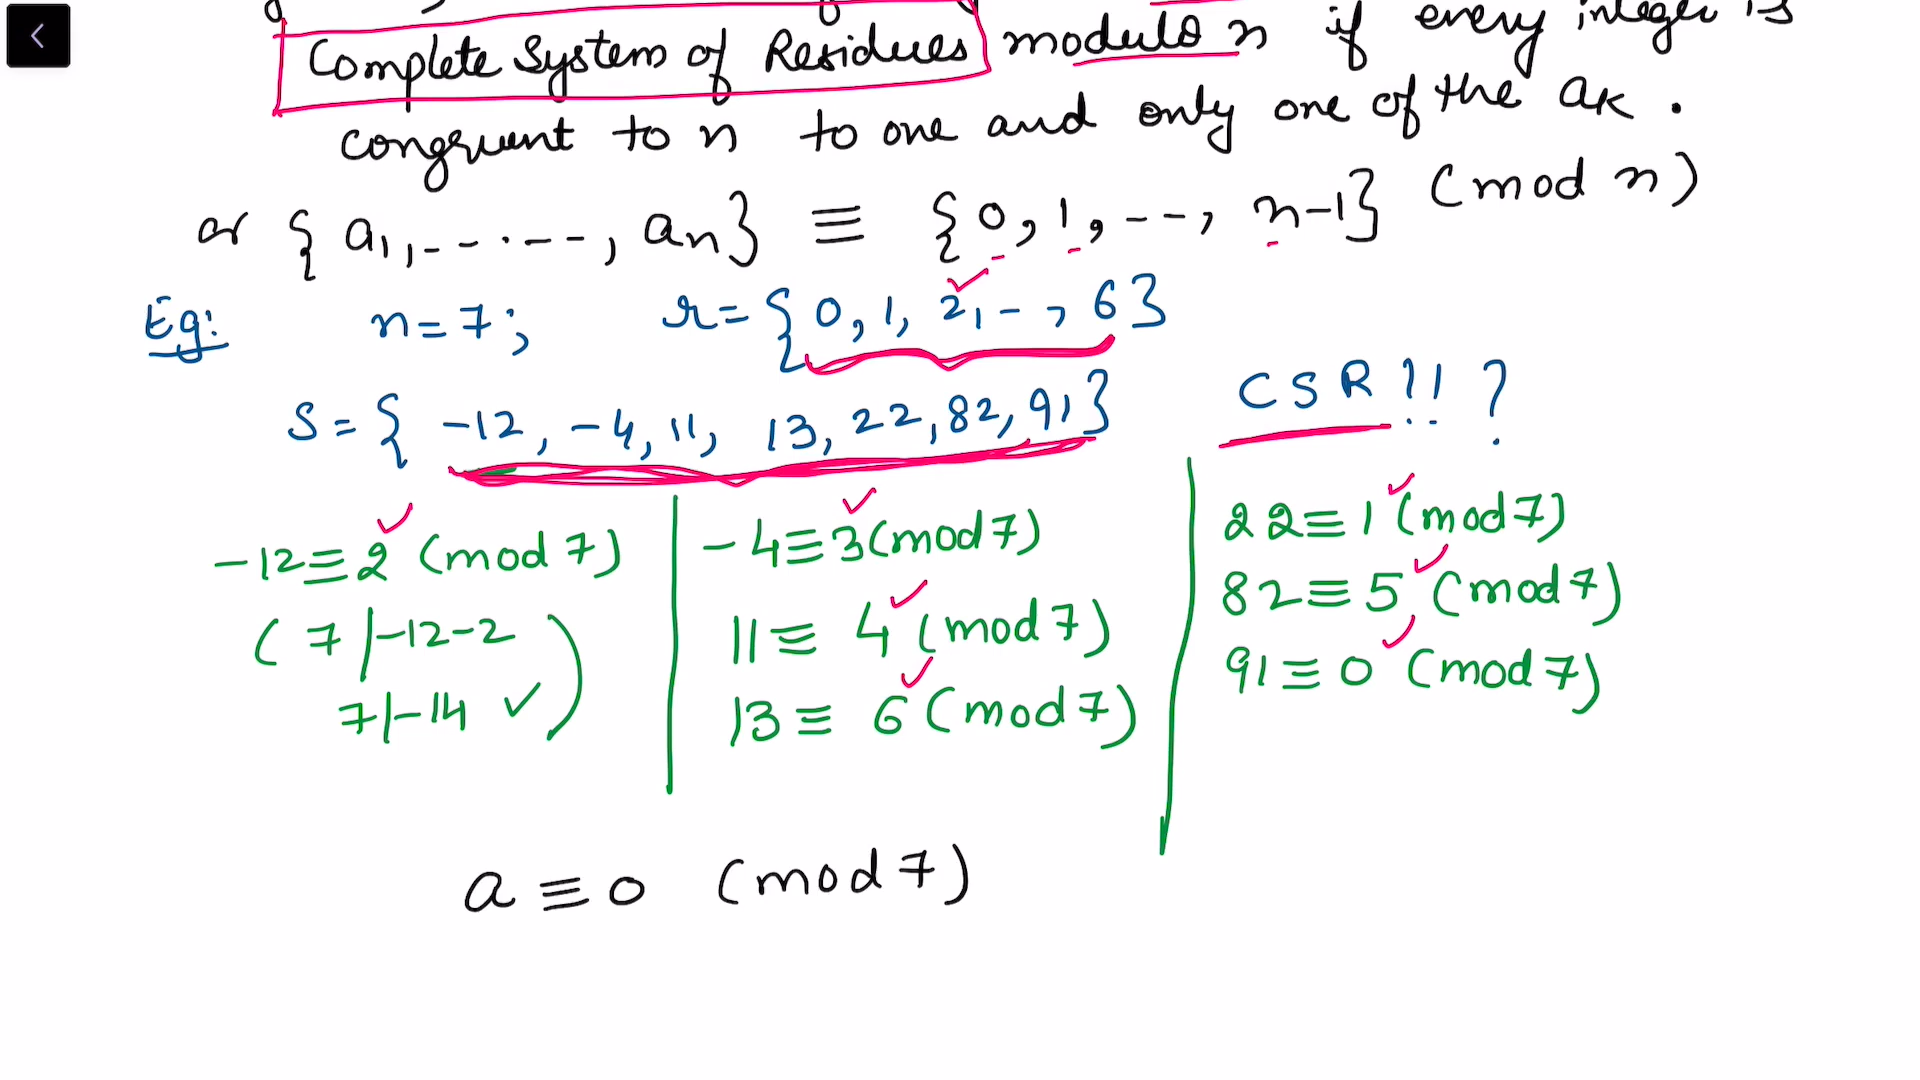 Complete System of Residues modulo n if every integer is
congruent to n to one and only one of the ak .
or { a1, - - - . - - -, an} ≡ {0, 1, - - -, n-1} (mod n)
Eg: n = 7; r = {0, 1, 2, - , 6}
S = { -12, -4, 11, 13, 22, 82, 91} CSR!! ?
-12 ≡ 2 (mod 7)
( 7 | -12-2
7 | -14 ✓ )
-4 ≡ 3 (mod 7)
11 ≡ 4 (mod 7)
13 ≡ 6 (mod 7)
22 ≡ 1 (mod 7)
82 ≡ 5 (mod 7)
91 ≡ 0 (mod 7)
a ≡ 0 (mod 7)